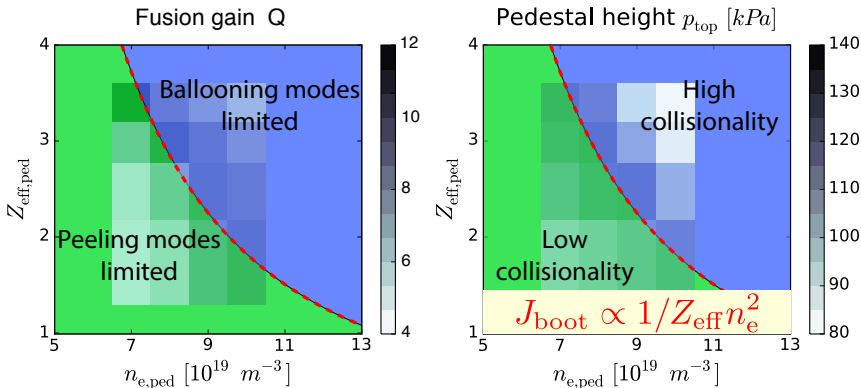 Fusion gain Q
4
3
2
1
Z_eff,ped
Ballooning modes
limited
Peeling modes
limited
5 7 9 11 13
n_e,ped [10^19 m^-3]
12
10
8
6
4
Pedestal height p_top [kPa]
4
3
2
1
Z_eff,ped
High
collisionality
Low
collisionality
J_boot ∝ 1/Z_eff n_e^2
5 7 9 11 13
n_e,ped [10^19 m^-3]
140
130
120
110
100
90
80